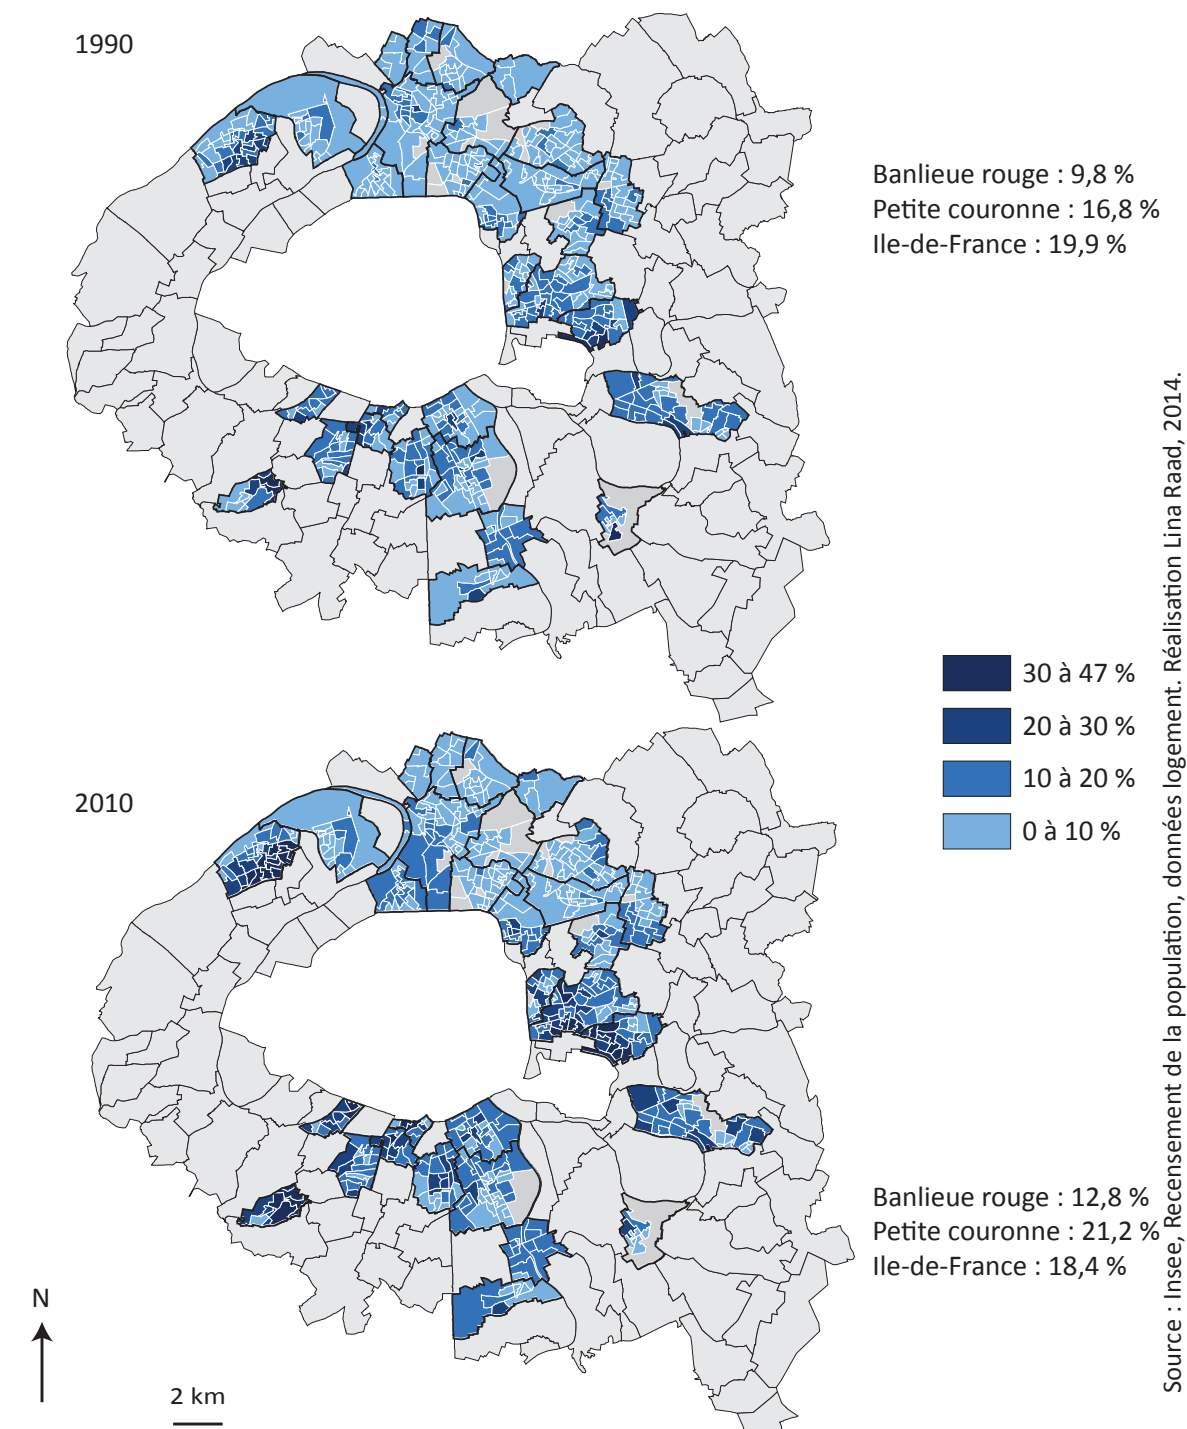 1990
Banlieue rouge : 9,8 %
Petite couronne : 16,8 %
Ile-de-France : 19,9 %
30 à 47 %
20 à 30 %
10 à 20 %
0 à 10 %
2010
Banlieue rouge : 12,8 %
Petite couronne : 21,2 %
Ile-de-France : 18,4 %
N
2 km
Source : Insee, Recensement de la population, données logement. Réalisation Lina Raad, 2014.